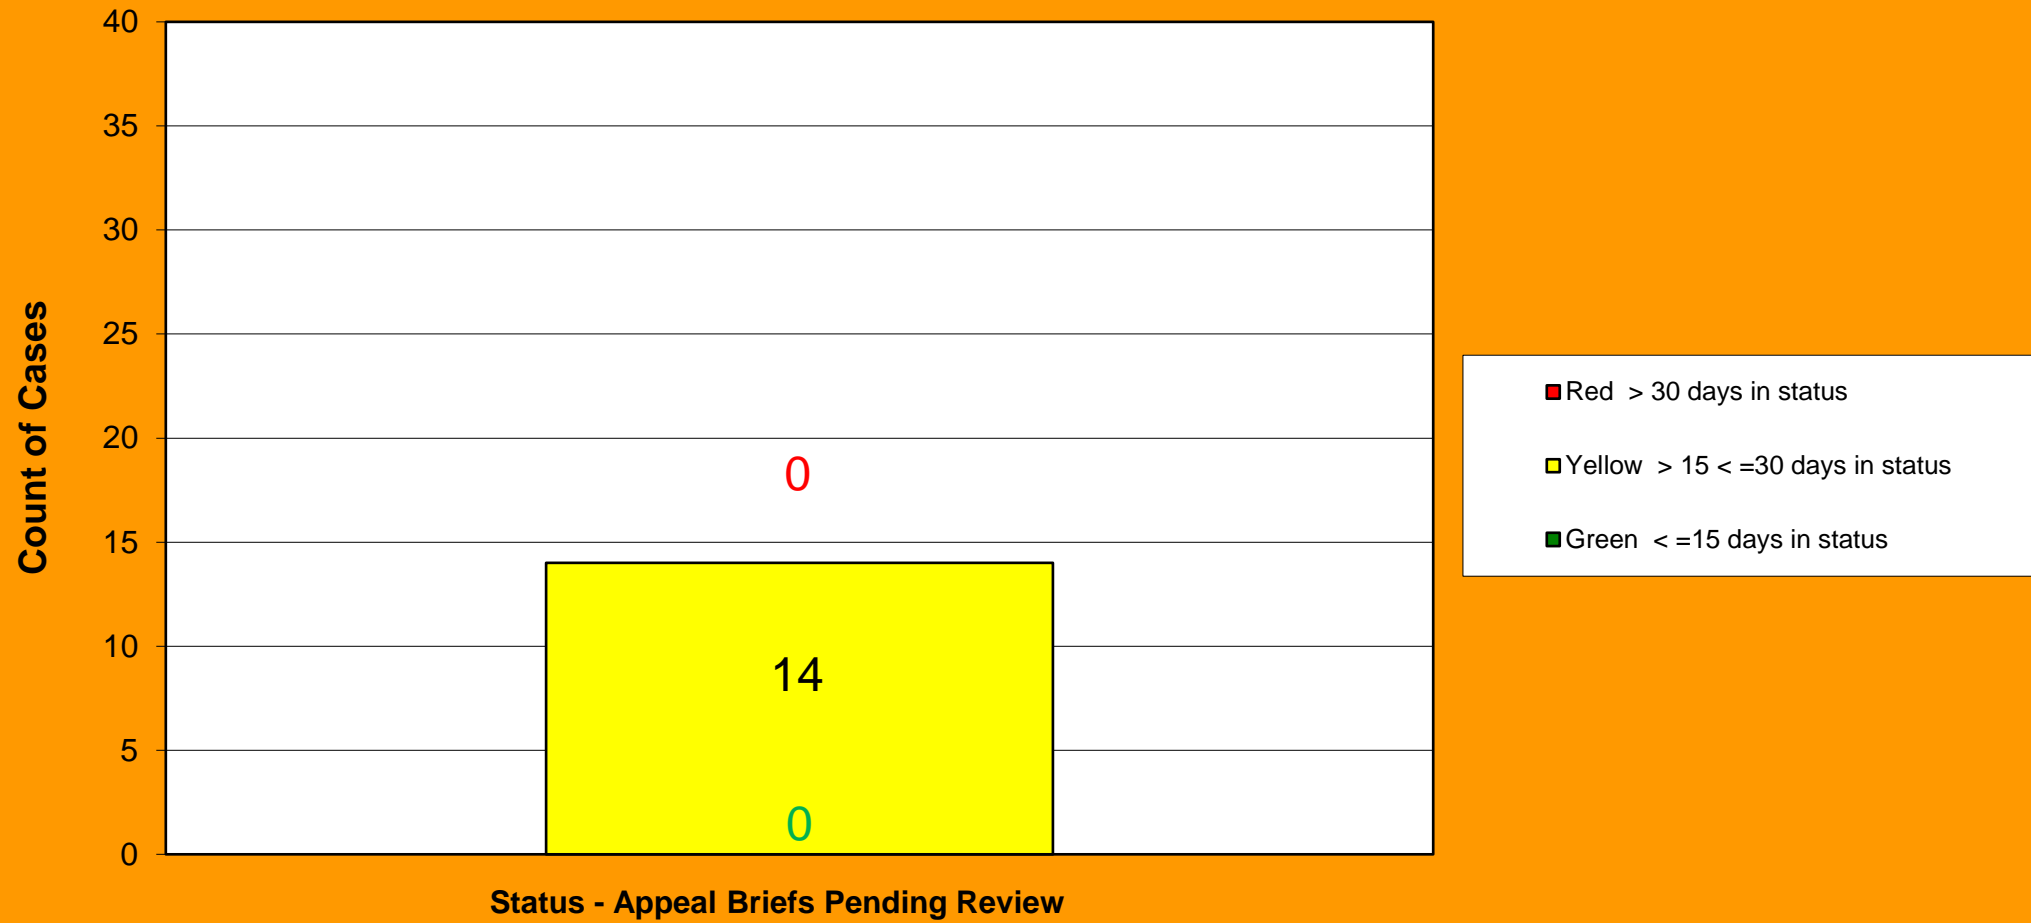 40
35
30
25
20
15
10
5
0
Count of Cases
0
14
0
Status - Appeal Briefs Pending Review
Red > 30 days in status
Yellow > 15 < =30 days in status
Green < =15 days in status